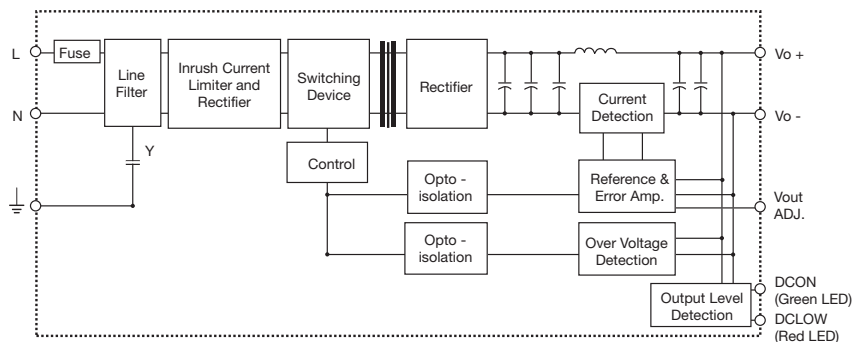 L
Fuse
Line
Filter
Inrush Current
Limiter and
Rectifier
Switching
Device
Rectifier
Vo +
N
Current
Detection
Vo -
Y
Control
Opto -
isolation
Reference &
Error Amp.
Vout
ADJ.
Opto -
isolation
Over Voltage
Detection
Output Level
Detection
DCON
(Green LED)
DCLOW
(Red LED)